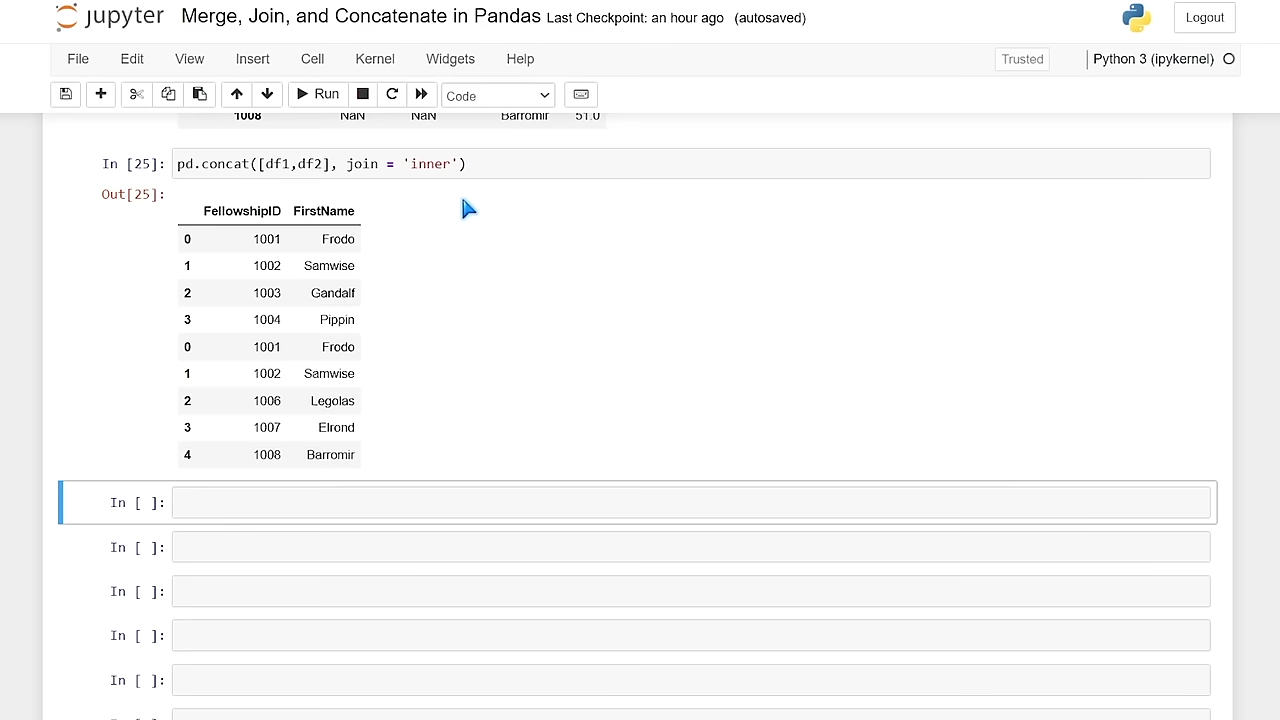 jupyter Merge, Join, and Concatenate in Pandas Last Checkpoint: an hour ago (autosaved) Logout
File Edit View Insert Cell Kernel Widgets Help Trusted Python 3 (ipykernel)
Run Code
1008 NaN NaN Barromir 51.0
In [25]: pd.concat([df1,df2], join = 'inner')
Out[25]:
FellowshipID FirstName
0 1001 Frodo
1 1002 Samwise
2 1003 Gandalf
3 1004 Pippin
0 1001 Frodo
1 1002 Samwise
2 1006 Legolas
3 1007 Elrond
4 1008 Barromir
In [ ]:
In [ ]:
In [ ]:
In [ ]:
In [ ]: